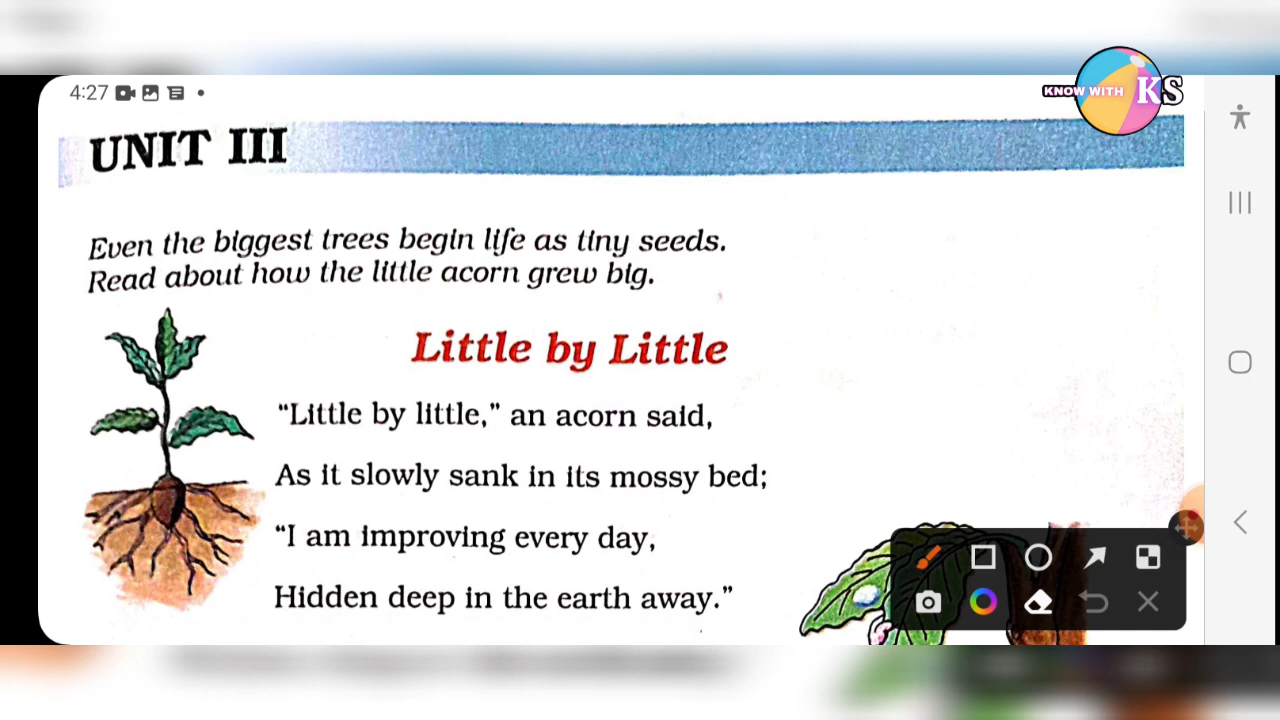 4:27
KNOW WITH KS
UNIT III
Even the biggest trees begin life as tiny seeds.
Read about how the little acorn grew big.
Little by Little
“Little by little,” an acorn said,
As it slowly sank in its mossy bed;
“I am improving every day,
Hidden deep in the earth away.”